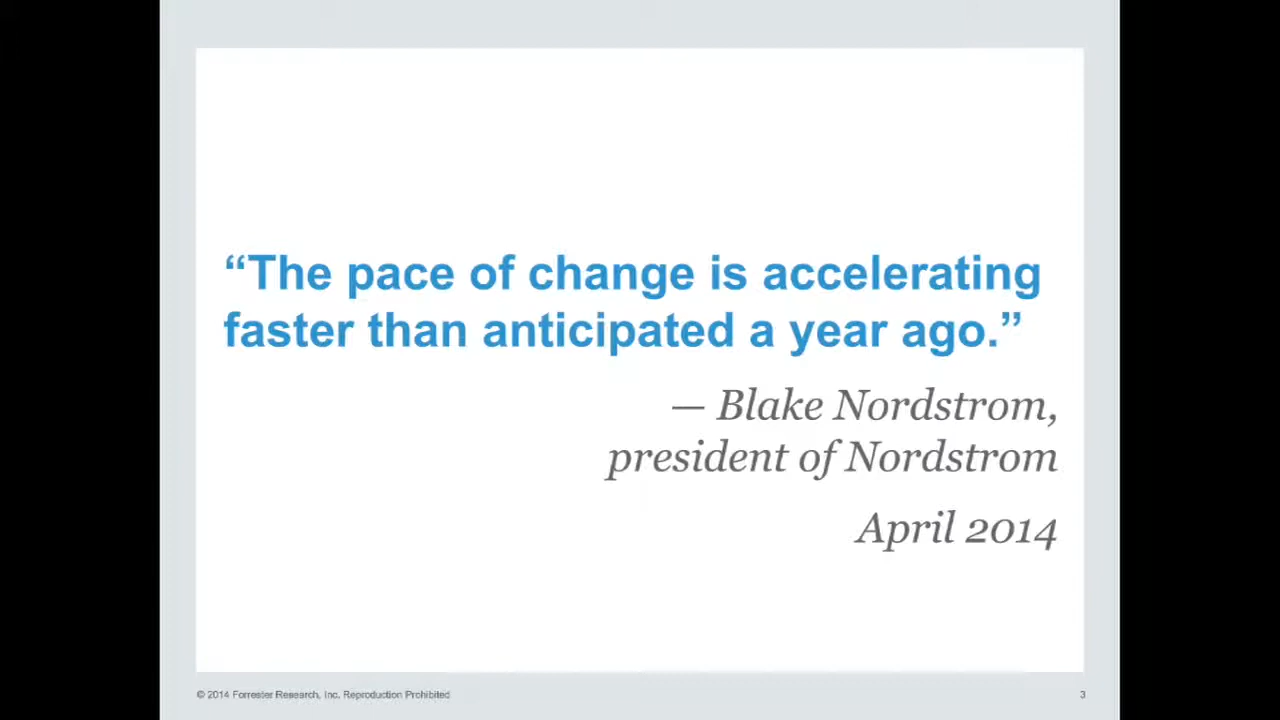 “The pace of change is accelerating
faster than anticipated a year ago.”
— Blake Nordstrom,
president of Nordstrom
April 2014
© 2014 Forrester Research, Inc. Reproduction Prohibited
3